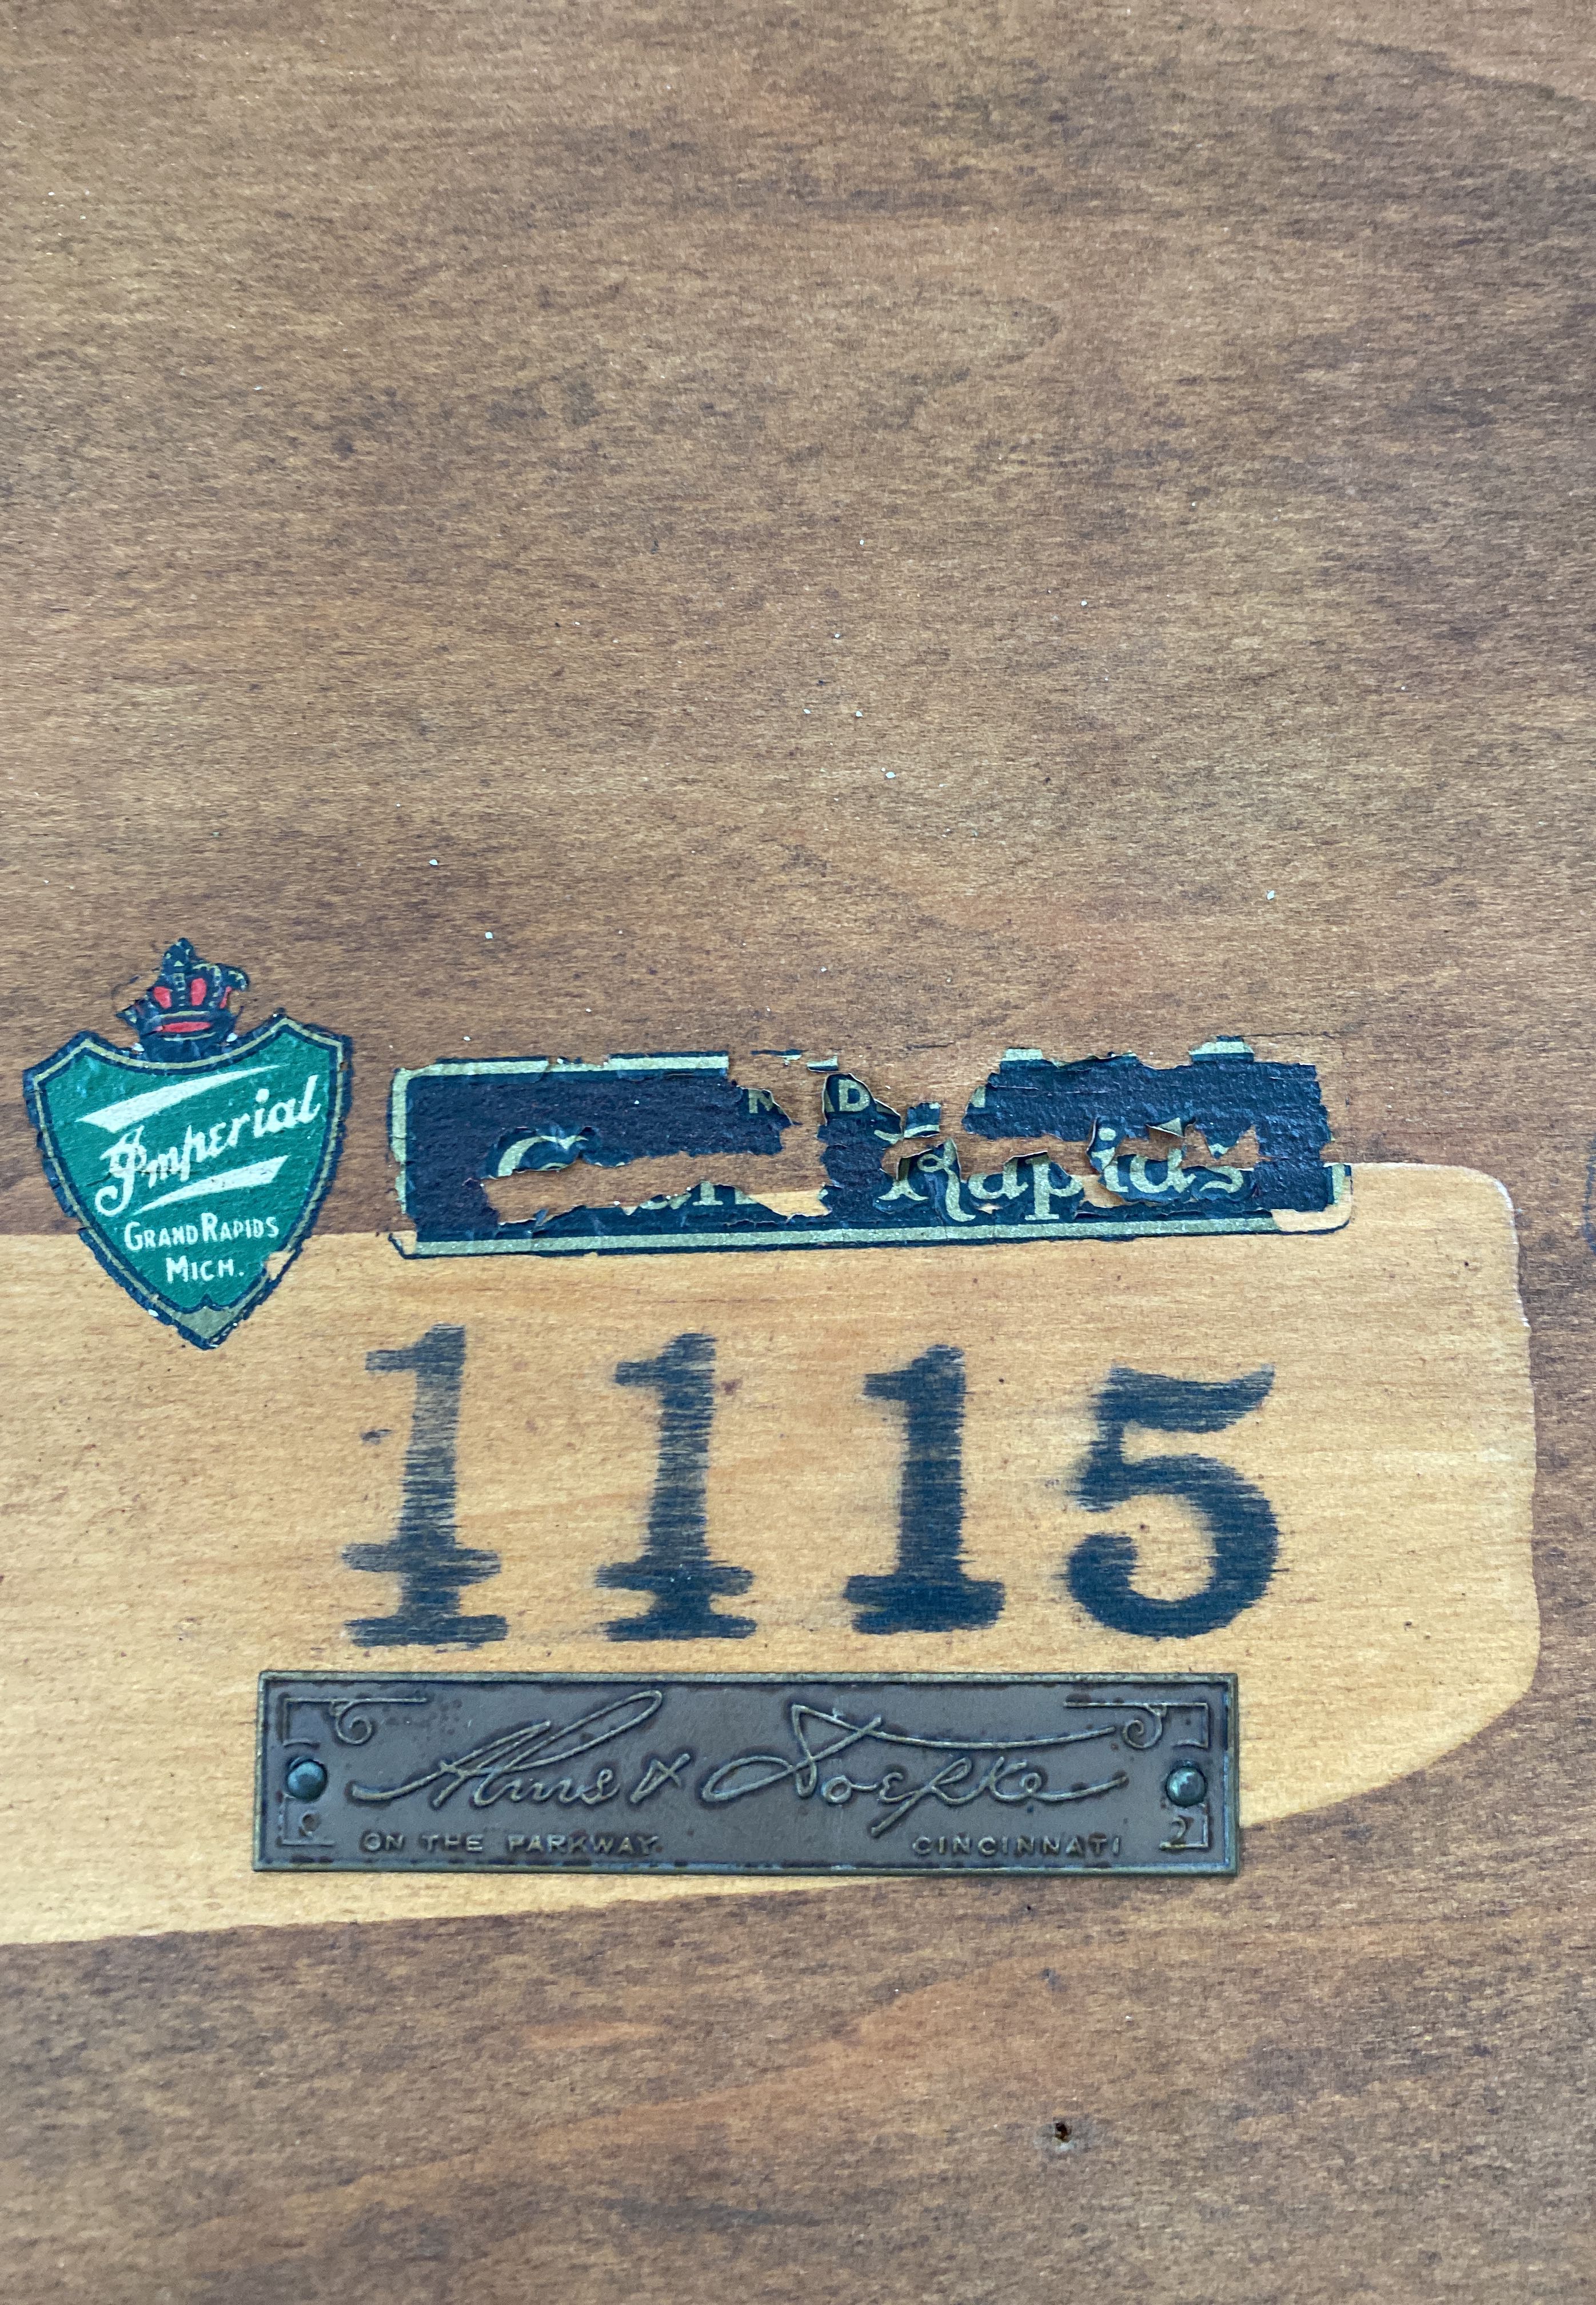 Imperial
GRAND RAPIDS
MICH.
Rapids
1115
Alms & Doepke
ON THE PARKWAY
CINCINNATI